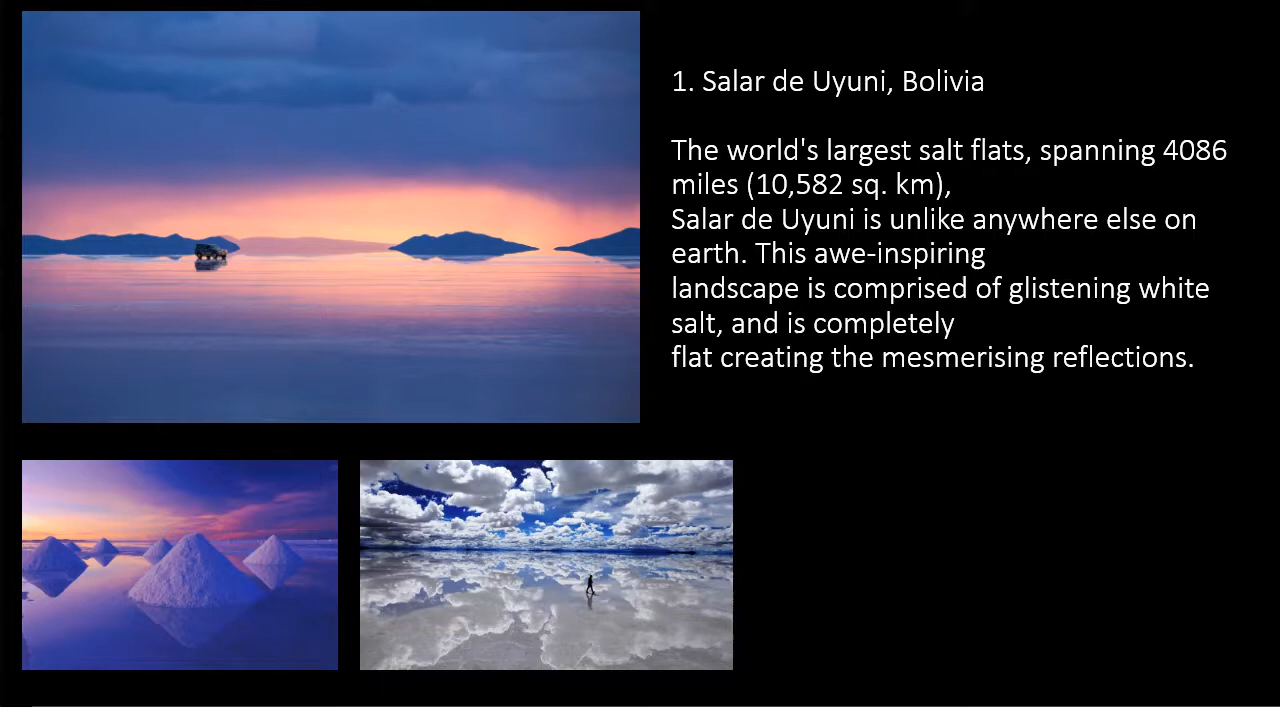 1. Salar de Uyuni, Bolivia
The world's largest salt flats, spanning 4086
miles (10,582 sq. km),
Salar de Uyuni is unlike anywhere else on
earth. This awe-inspiring
landscape is comprised of glistening white
salt, and is completely
flat creating the mesmerising reflections.